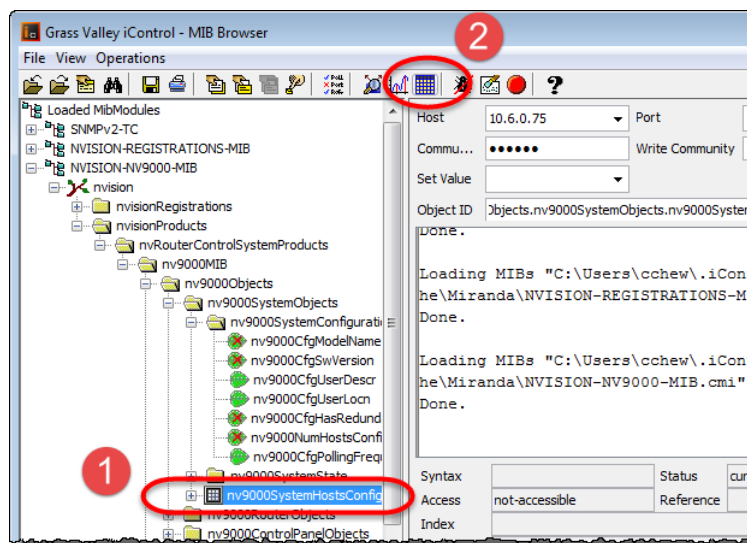 Grass Valley iControl - MIB Browser
2
File View Operations
Host 10.6.0.75 Port
Commu... •••••• Write Community
Set Value
Object ID Objects.nv9000SystemObjects.nv9000System
Loaded MibModules
SNMPv2-TC
NVISION-REGISTRATIONS-MIB
NVISION-NV9000-MIB
nvision
nvisionRegistrations
nvisionProducts
nvRouterControlSystemProducts
nv9000MIB
nv9000Objects
nv9000SystemObjects
nv9000SystemConfigurati
nv9000CfgModelName
nv9000CfgSwVersion
nv9000CfgUserDescr
nv9000CfgUserLocn
nv9000CfgHasRedund
nv9000NumHostsConfi
nv9000CfgPollingFreq
nv9000SystemState
1
nv9000SystemHostsConfig
nv9000RouterObjects
nv9000ControlPanelObjects
Done.
Loading MIBs "C:\Users\cchew\.iCon
he\Miranda\NVISION-REGISTRATIONS-M
Done.
Loading MIBs "C:\Users\cchew\.iCon
he\Miranda\NVISION-NV9000-MIB.cmi"
Done.
Syntax Status cur
Access not-accessible Reference
Index